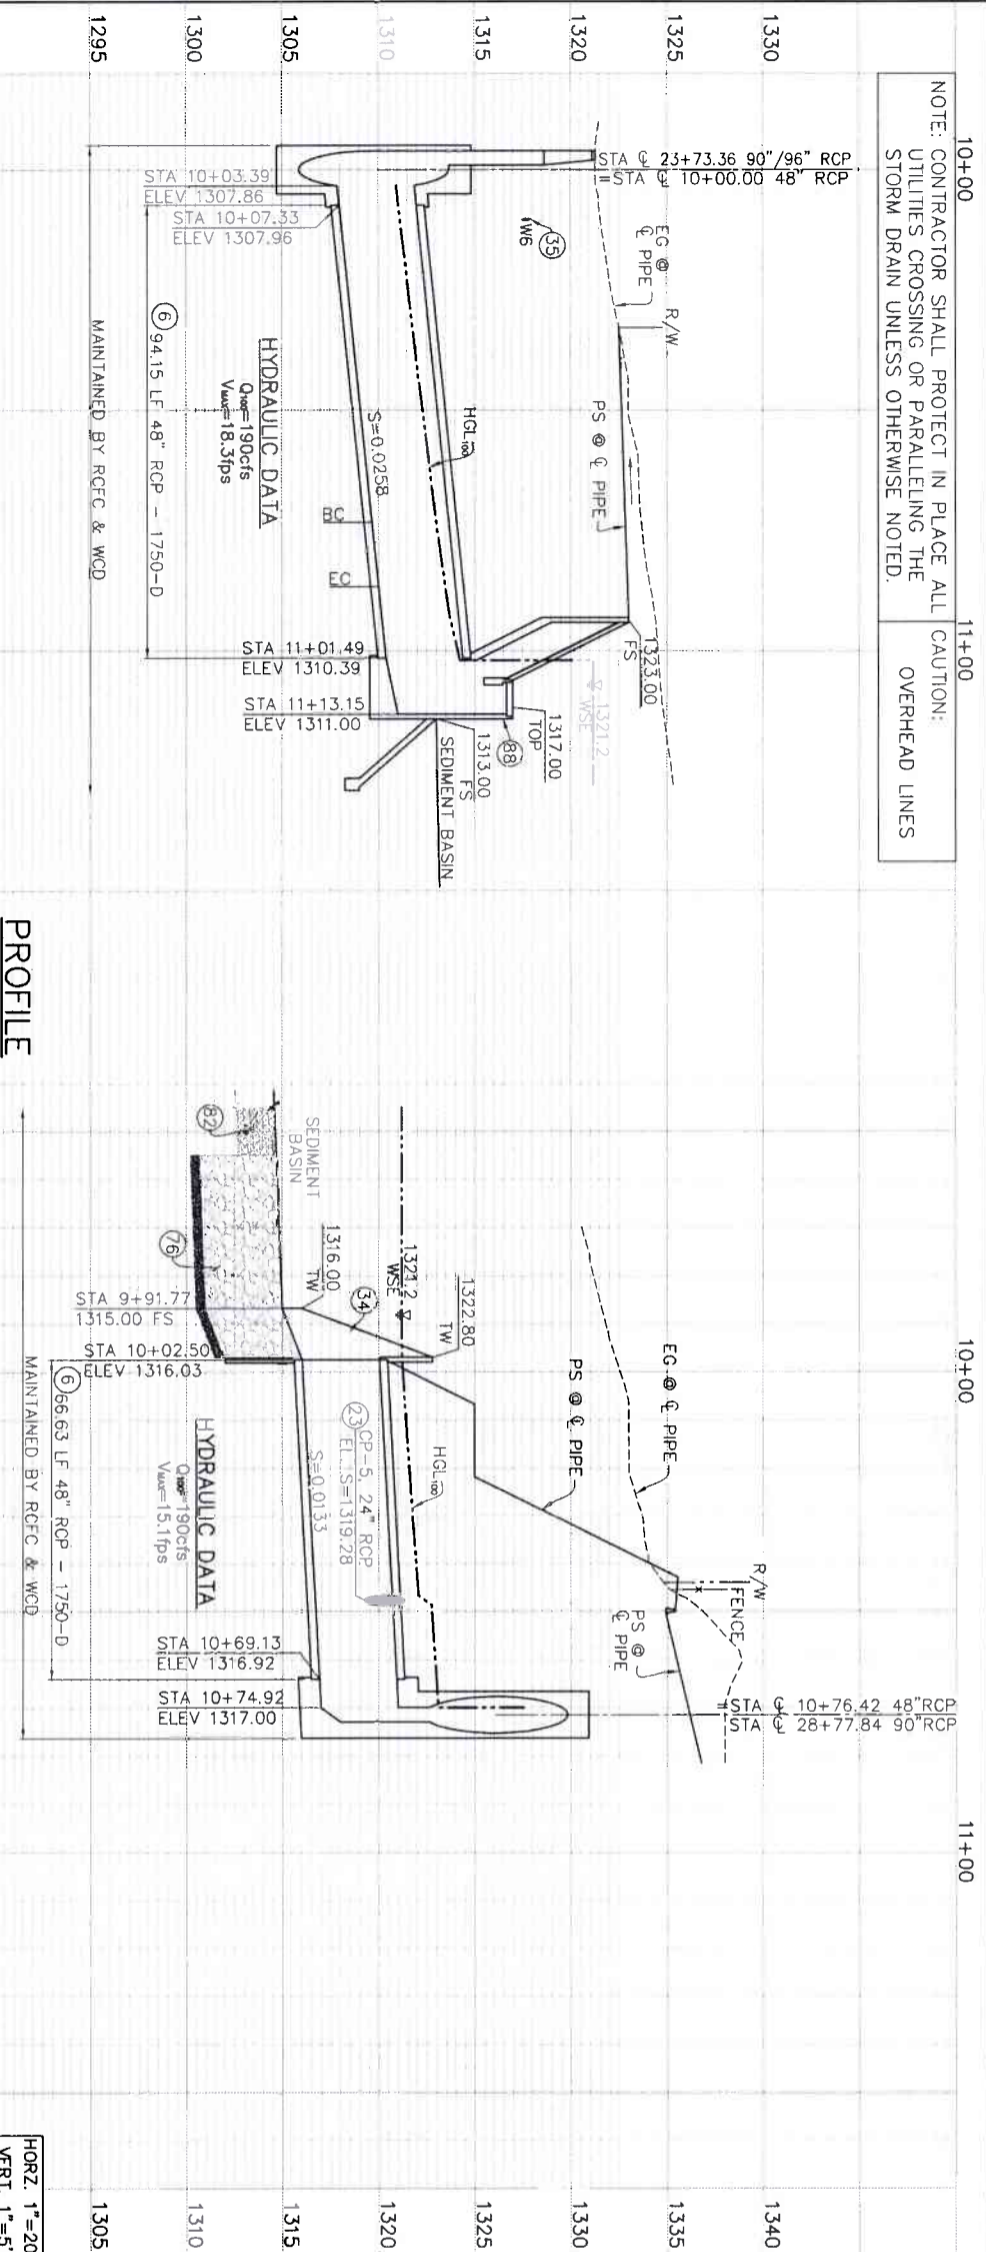 NOTE: CONTRACTOR SHALL PROTECT IN PLACE ALL
UTILITIES CROSSING OR PARALLELING THE
STORM DRAIN UNLESS OTHERWISE NOTED.
CAUTION:
OVERHEAD LINES
10+00
11+00
1330
1325
1320
1315
1310
1305
1300
1295
STA ℄ 23+73.36 90"/96" RCP
=STA ℄ 10+00.00 48" RCP
EG @
℄ PIPE
R/W
35
W6
PS @ ℄ PIPE
1323.00
FS
1321.2
WSE
1317.00
TOP
88
1313.00
FS
SEDIMENT BASIN
HGL100
S=0.0258
BC
EC
STA 10+03.39
ELEV 1307.86
STA 10+07.33
ELEV 1307.96
STA 11+01.49
ELEV 1310.39
STA 11+13.15
ELEV 1311.00
HYDRAULIC DATA
Q100=190cfs
VMAX=18.3fps
6 94.15 LF 48" RCP - 1750-D
MAINTAINED BY RCFC & WCD
PROFILE
10+00
11+00
1340
1335
1330
1325
1320
1315
1310
1305
EG @ ℄ PIPE
PS @ ℄ PIPE
R/W
FENCE
PS @
℄ PIPE
=STA ℄ 10+76.42 48"RCP
STA ℄ 28+77.84 90"RCP
1322.80
TW
1321.2
WSE
34
1316.00
TW
SEDIMENT
BASIN
82
76
STA 9+91.77
1315.00 FS
STA 10+02.50
ELEV 1316.03
HGL100
23 CP-5, 24" RCP
EL.:S=1319.28
S=0.0133
HYDRAULIC DATA
Q100=190cfs
VMAX=15.1fps
STA 10+69.13
ELEV 1316.92
STA 10+74.92
ELEV 1317.00
6 66.63 LF 48" RCP - 1750-D
MAINTAINED BY RCFC & WCD
HORZ. 1"=20
VERT. 1"=5'